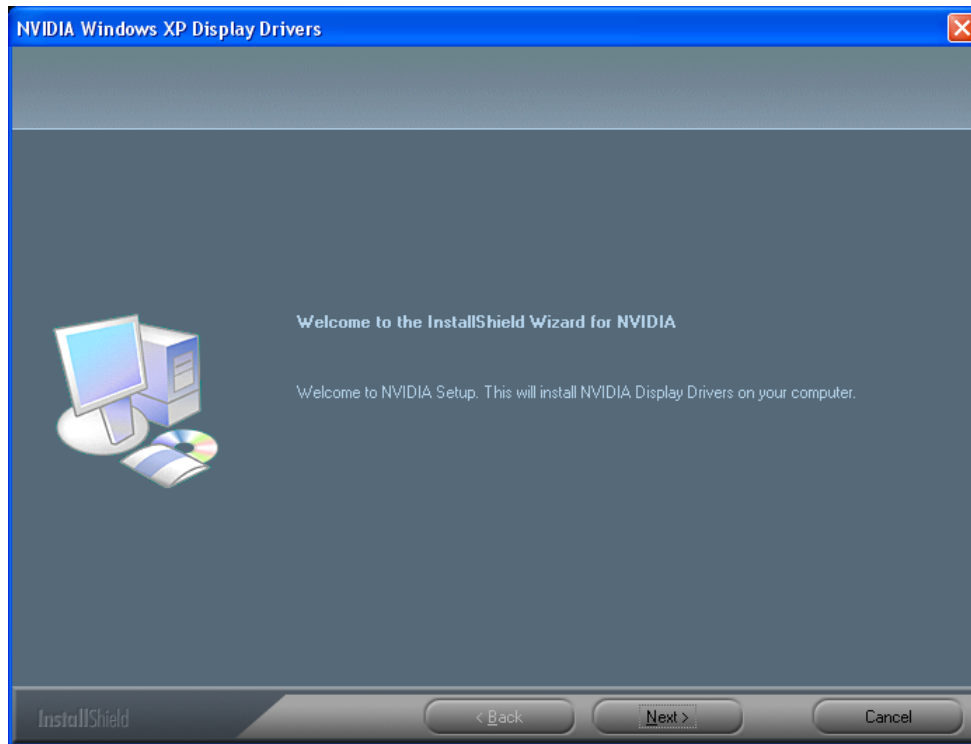 NVIDIA Windows XP Display Drivers
Welcome to the InstallShield Wizard for NVIDIA
Welcome to NVIDIA Setup. This will install NVIDIA Display Drivers on your computer.
InstallShield
< Back
Next >
Cancel